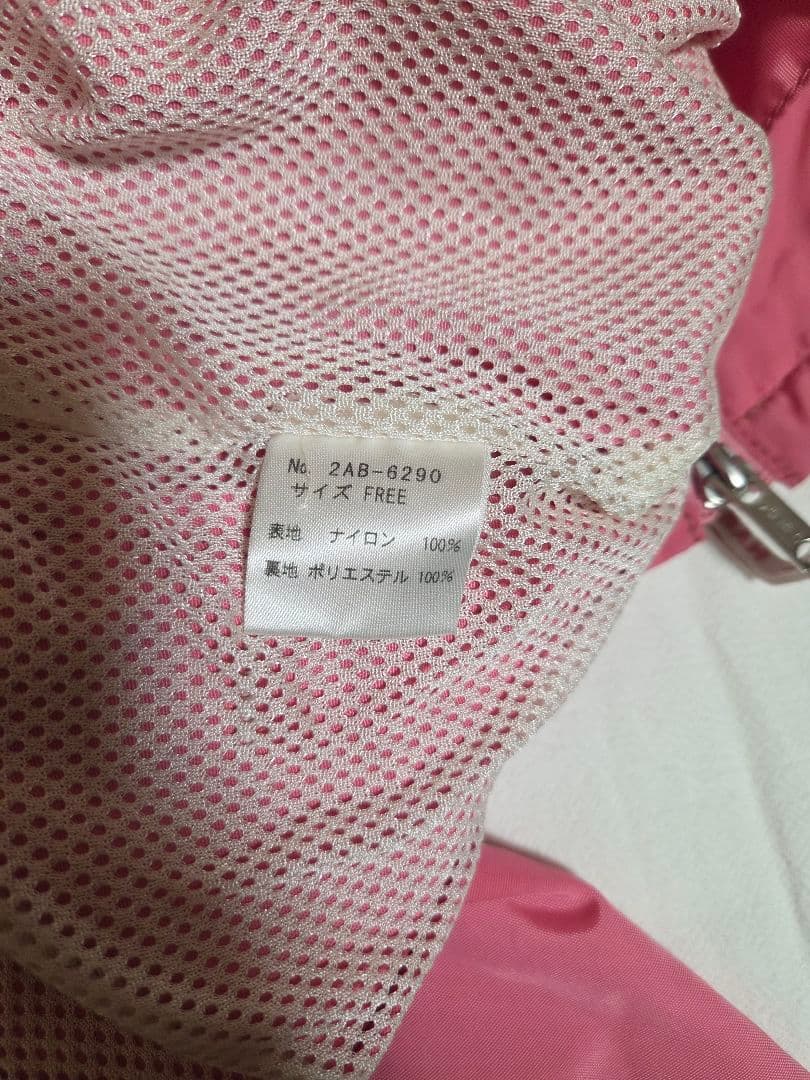 No. 2AB-6290
サイズ FREE
表地 ナイロン 100%
裏地 ポリエステル 100%